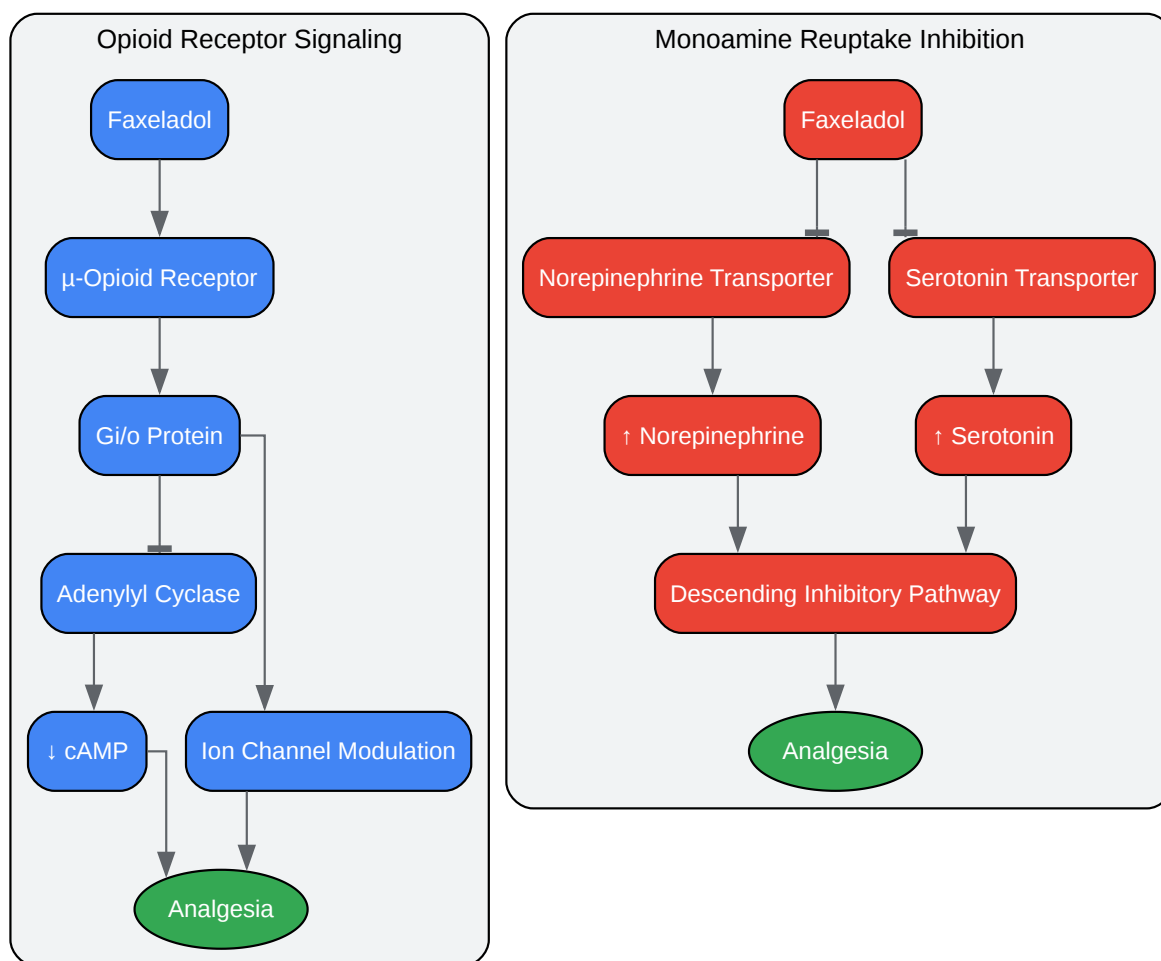 Opioid Receptor Signaling
Faxeladol
µ-Opioid Receptor
Gi/o Protein
Adenylyl Cyclase
↓ cAMP
Ion Channel Modulation
Analgesia
Monoamine Reuptake Inhibition
Faxeladol
Norepinephrine Transporter
Serotonin Transporter
↑ Norepinephrine
↑ Serotonin
Descending Inhibitory Pathway
Analgesia